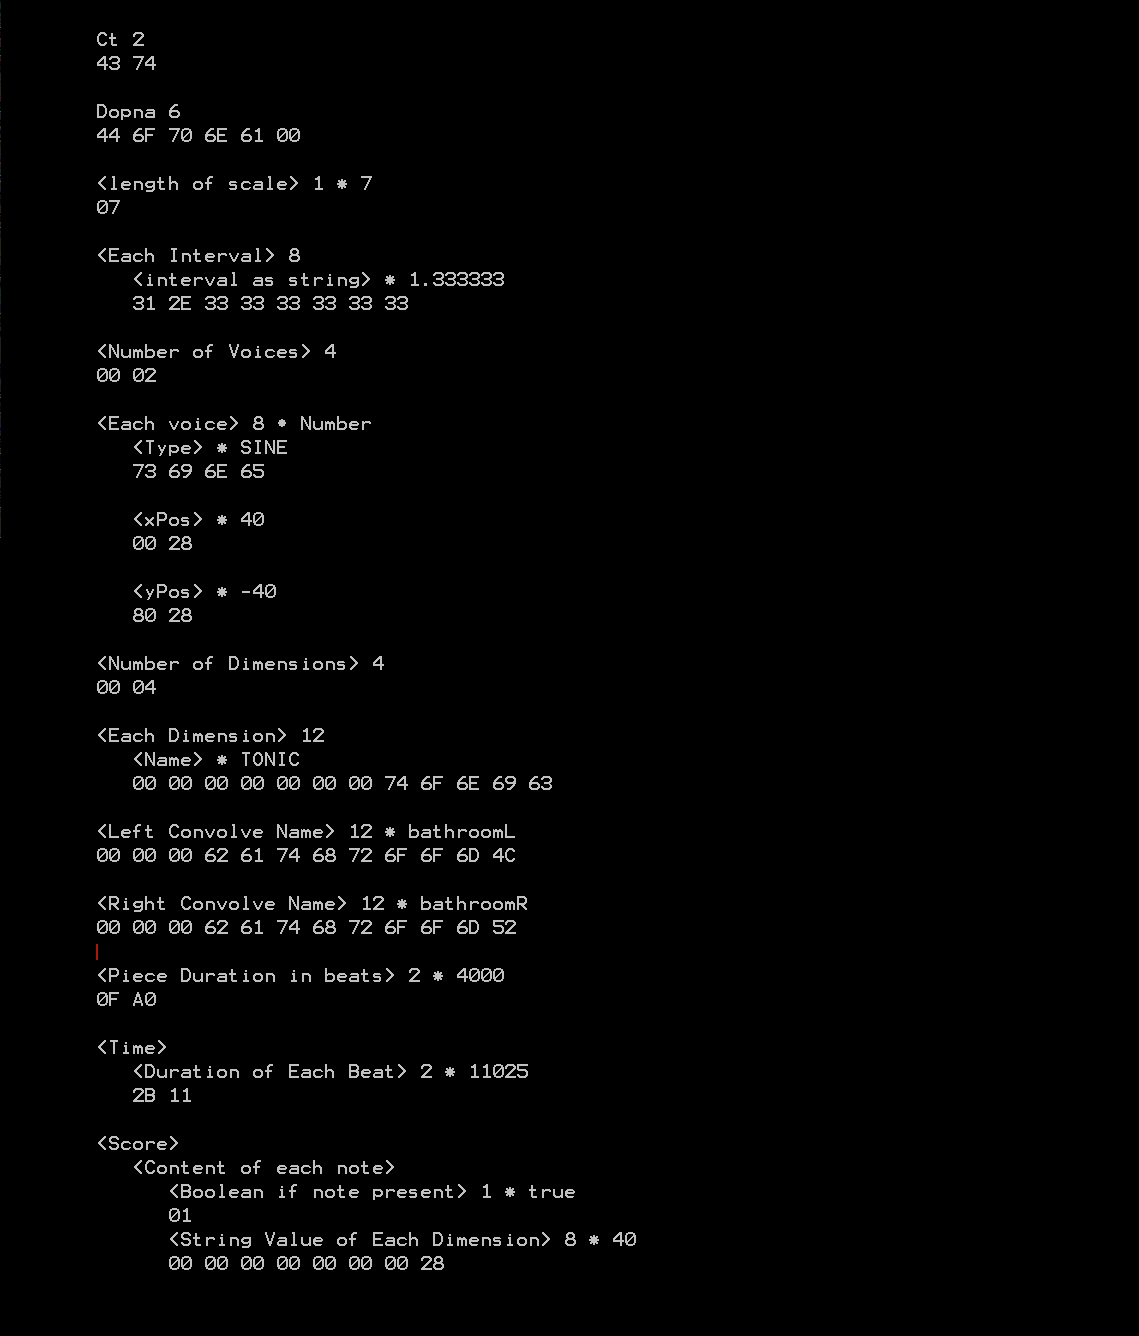 Ct 2
43 74
Dopna 6
44 6F 70 6E 61 00
<length of scale> 1 * 7
07
<Each Interval> 8
<interval as string> * 1.333333
31 2E 33 33 33 33 33 33
<Number of Voices> 4
00 02
<Each voice> 8 * Number
<Type> * SINE
73 69 6E 65
<xPos> * 40
00 28
<yPos> * -40
80 28
<Number of Dimensions> 4
00 04
<Each Dimension> 12
<Name> * TONIC
00 00 00 00 00 00 00 74 6F 6E 69 63
<Left Convolve Name> 12 * bathroomL
00 00 00 62 61 74 68 72 6F 6F 6D 4C
<Right Convolve Name> 12 * bathroomR
00 00 00 62 61 74 68 72 6F 6F 6D 52
<Piece Duration in beats> 2 * 4000
0F A0
<Time>
<Duration of Each Beat> 2 * 11025
2B 11
<Score>
<Content of each note>
<Boolean if note present> 1 * true
01
<String Value of Each Dimension> 8 * 40
00 00 00 00 00 00 00 28